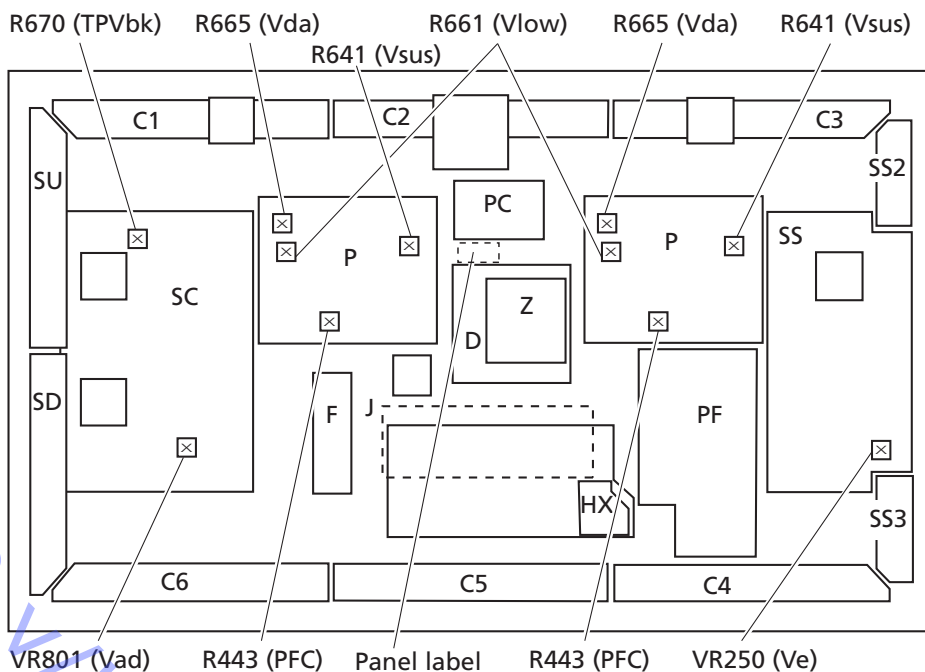 R670 (TPVbk) R665 (Vda) R661 (Vlow) R665 (Vda) R641 (Vsus)
R641 (Vsus)
C1 C2 C3
SU SS2
PC
P P SS
SC Z
D
SD F J PF
HX
SS3
C6 C5 C4
VR801 (Vad) R443 (PFC) Panel label R443 (PFC) VR250 (Ve)